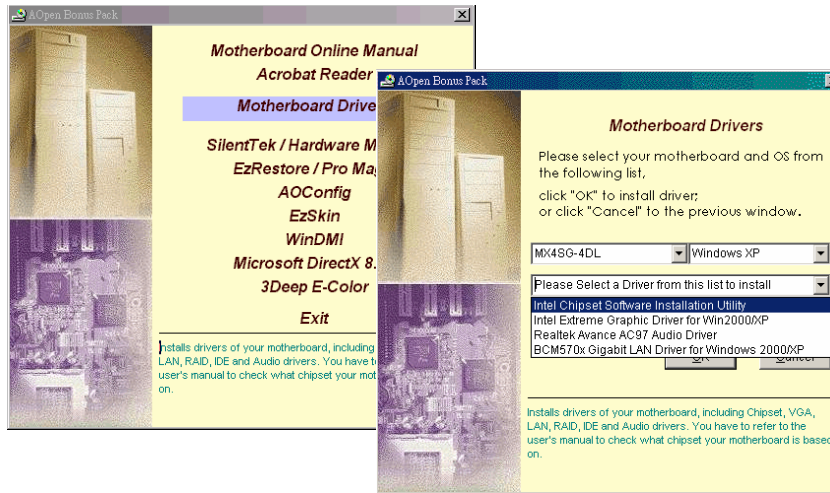 AOpen Bonus Pack
Motherboard Online Manual
Acrobat Reader
Motherboard Drive
SilentTek / Hardware M
EzRestore / Pro Ma
AOConfig
EzSkin
WinDMI
Microsoft DirectX 8.
3Deep E-Color
Exit
Installs drivers of your motherboard, including
LAN, RAID, IDE and Audio drivers. You have t
user's manual to check what chipset your mot
on.
AOpen Bonus Pack
Motherboard Drivers
Please select your motherboard and OS from
the following list,
click "OK" to install driver;
or click "Cancel" to the previous window.
MX4SG-4DL
Windows XP
Please Select a Driver from this list to install
Intel Chipset Software Installation Utility
Intel Extreme Graphic Driver for Win2000/XP
Realtek Avance AC97 Audio Driver
BCM570x Gigabit LAN Driver for Windows 2000/XP
OK
Cancel
Installs drivers of your motherboard, including Chipset, VGA,
LAN, RAID, IDE and Audio drivers. You have to refer to the
user's manual to check what chipset your motherboard is based
on.